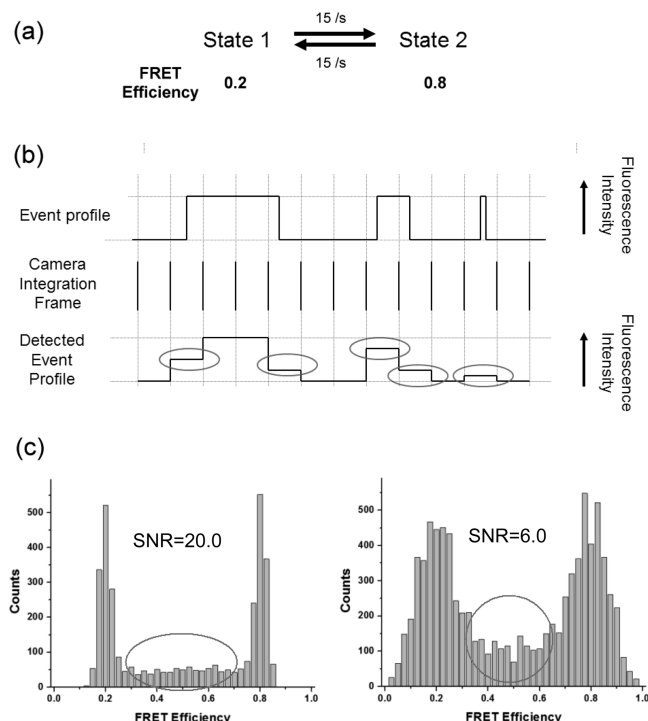 (a)
15 /s
State 1 State 2
15 /s
FRET
Efficiency
0.2 0.8
(b)
Event profile
Fluorescence
Intensity
Camera
Integration
Frame
Detected
Event
Profile
Fluorescence
Intensity
(c)
SNR=20.0
Counts
500
400
300
200
100
0
0.0 0.2 0.4 0.6 0.8 1.0
FRET Efficiency
SNR=6.0
Counts
500
400
300
200
100
0
0.0 0.2 0.4 0.6 0.8 1.0
FRET Efficiency